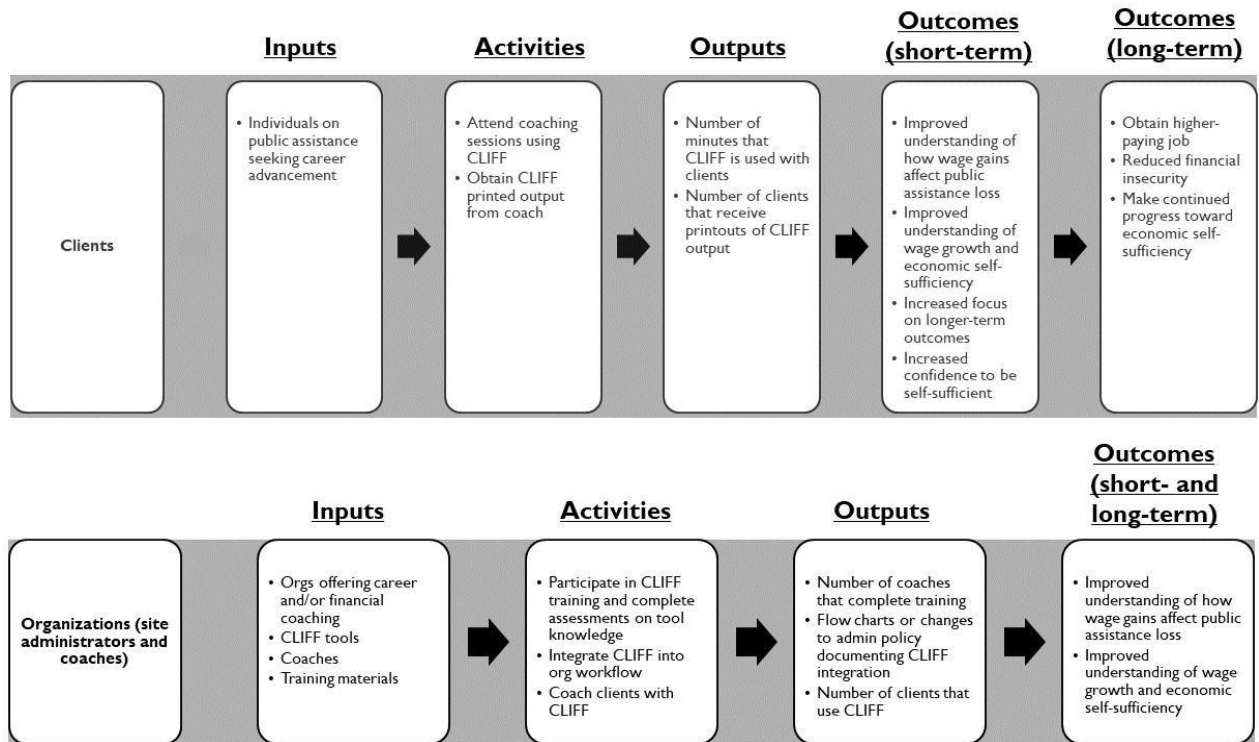 Inputs
Activities
Outputs
Outcomes
(short-term)
Outcomes
(long-term)
Clients
• Individuals on
public assistance
seeking career
advancement
• Attend coaching
sessions using
CLIFF
• Obtain CLIFF
printed output
from coach
• Number of
minutes that
CLIFF is used with
clients
• Number of clients
that receive
printouts of CLIFF
output
• Improved
understanding of
how wage gains
affect public
assistance loss
• Improved
understanding of
wage growth and
economic self-
sufficiency
• Increased focus
on longer-term
outcomes
• Increased
confidence to be
self-sufficient
• Obtain higher-
paying job
• Reduced financial
insecurity
• Make continued
progress toward
economic self-
sufficiency
Inputs
Activities
Outputs
Outcomes
(short- and
long-term)
Organizations (site
administrators and
coaches)
• Orgs offering career
and/or financial
coaching
• CLIFF tools
• Coaches
• Training materials
• Participate in CLIFF
training and complete
assessments on tool
knowledge
• Integrate CLIFF into
org workflow
• Coach clients with
CLIFF
• Number of coaches
that complete training
• Flow charts or changes
to admin policy
documenting CLIFF
integration
• Number of clients that
use CLIFF
• Improved
understanding of how
wage gains affect public
assistance loss
• Improved
understanding of wage
growth and economic
self-sufficiency